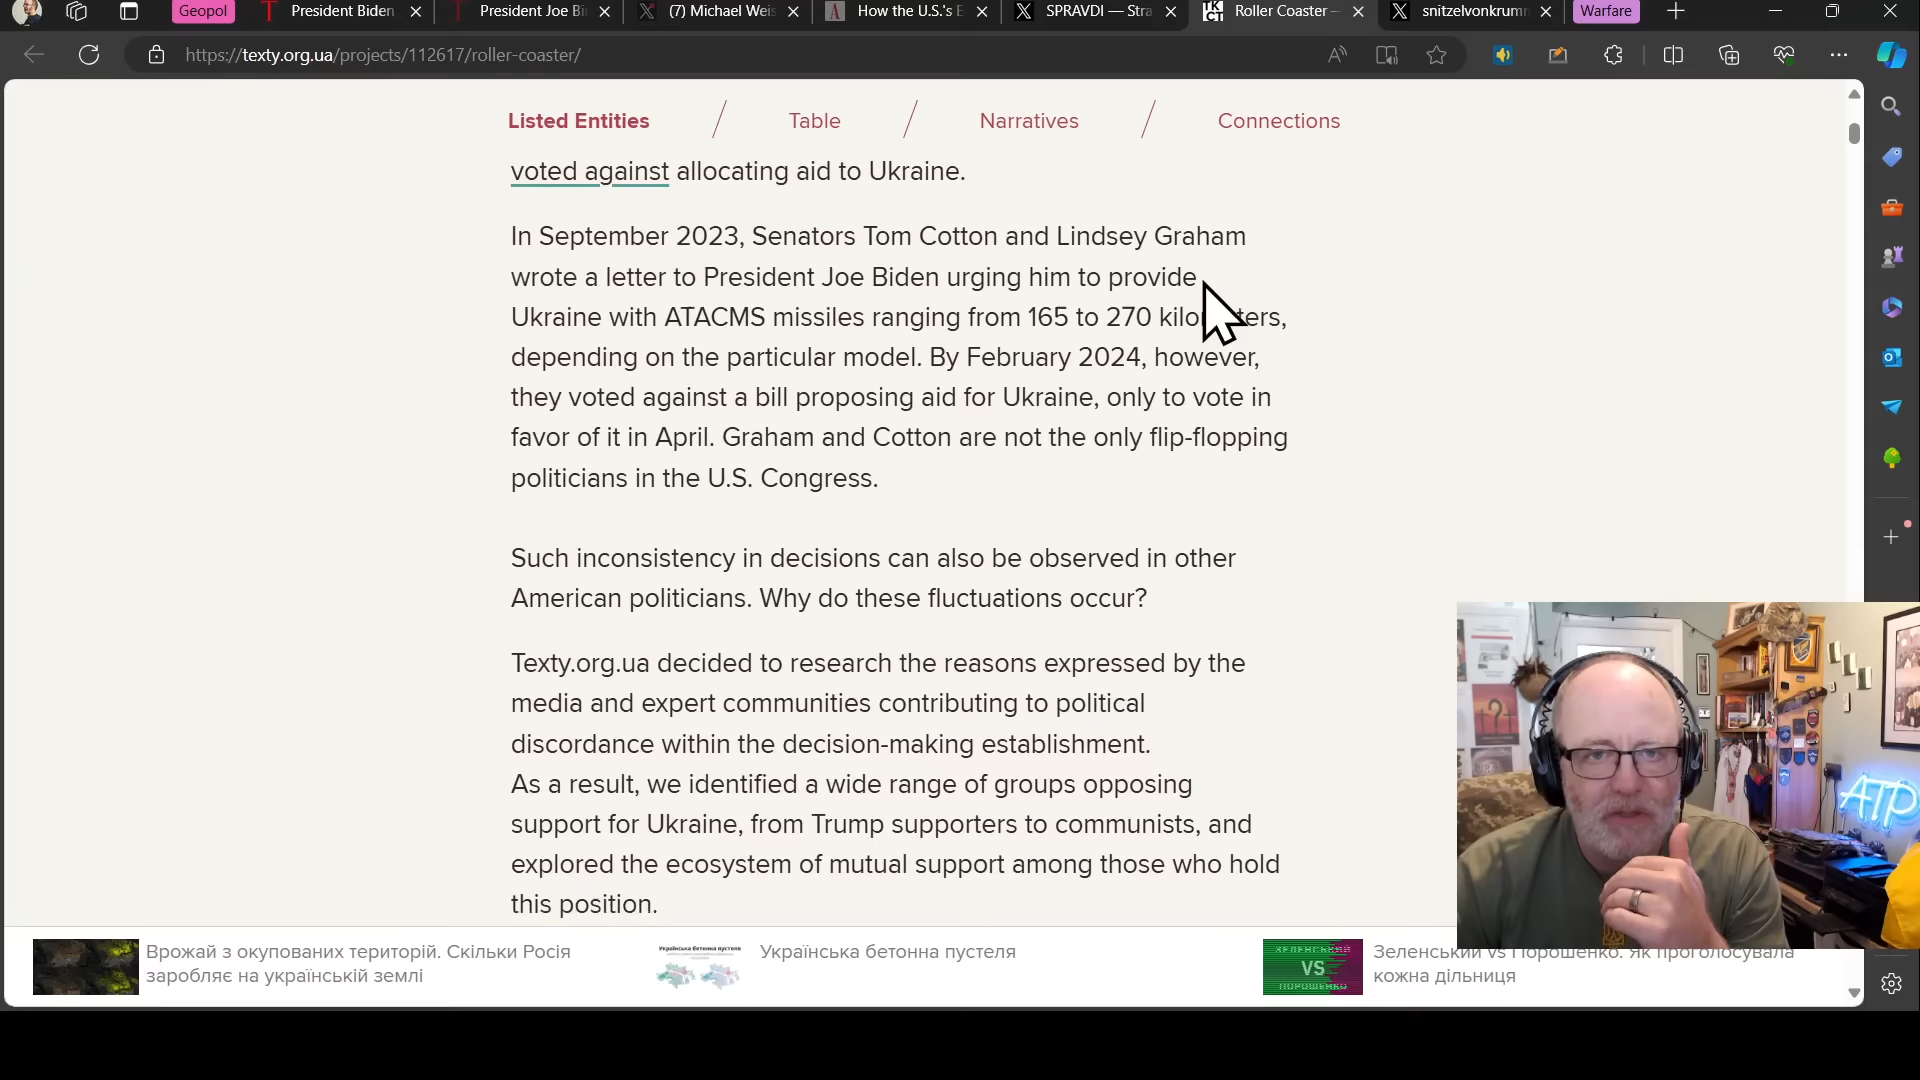 Geopol
President Biden
President Joe Bi
(7) Michael Weis
How the U.S.'s E
SPRAVDI — Stra
Roller Coaster –
snitzelvonkrumm
Warfare
https://texty.org.ua/projects/112617/roller-coaster/
Listed Entities
Table
Narratives
Connections
voted against allocating aid to Ukraine.
In September 2023, Senators Tom Cotton and Lindsey Graham
wrote a letter to President Joe Biden urging him to provide
Ukraine with ATACMS missiles ranging from 165 to 270 kilo ters,
depending on the particular model. By February 2024, however,
they voted against a bill proposing aid for Ukraine, only to vote in
favor of it in April. Graham and Cotton are not the only flip-flopping
politicians in the U.S. Congress.
Such inconsistency in decisions can also be observed in other
American politicians. Why do these fluctuations occur?
Texty.org.ua decided to research the reasons expressed by the
media and expert communities contributing to political
discordance within the decision-making establishment.
As a result, we identified a wide range of groups opposing
support for Ukraine, from Trump supporters to communists, and
explored the ecosystem of mutual support among those who hold
this position.
ATP
Врожай з окупованих територій. Скільки Росія
заробляє на українській землі
Українська бетонна пустеля
Українська бетонна пустеля
ЗЕЛЕНСЬКИЙ
VS
ПОРОШЕНКО
Зеленський vs Порошенко. Як проголосувала
кожна дільниця